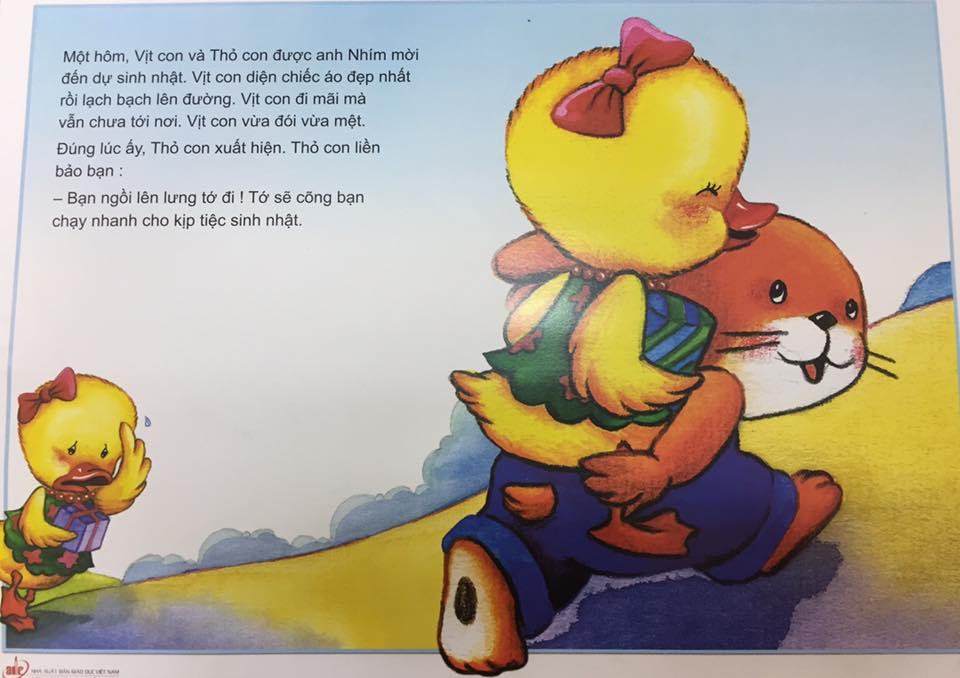 Một hôm, Vịt con và Thỏ con được anh Nhím mời
đến dự sinh nhật. Vịt con diện chiếc áo đẹp nhất
rồi lạch bạch lên đường. Vịt con đi mãi mà
vẫn chưa tới nơi. Vịt con vừa đói vừa mệt.
Đúng lúc ấy, Thỏ con xuất hiện. Thỏ con liền
bảo bạn :
– Bạn ngồi lên lưng tớ đi ! Tớ sẽ cõng bạn
chạy nhanh cho kịp tiệc sinh nhật.
NHÀ XUẤT BẢN GIÁO DỤC VIỆT NAM